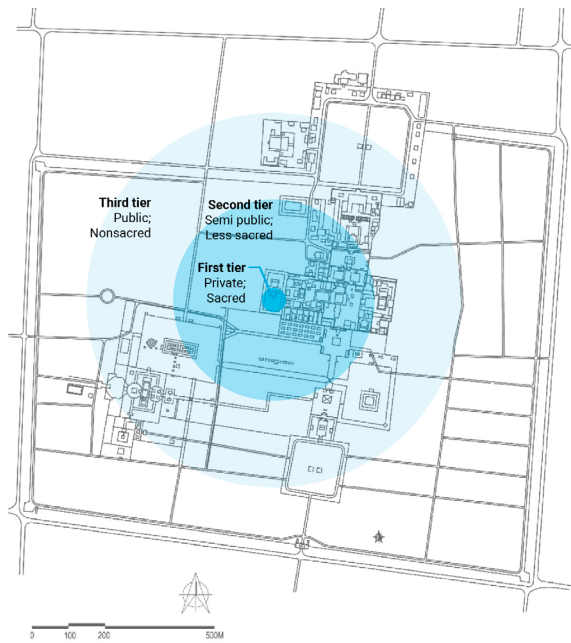 Third tier
Public;
Nonsacred
Second tier
Semi public;
Less sacred
First tier
Private;
Sacred
0 100 200 500M